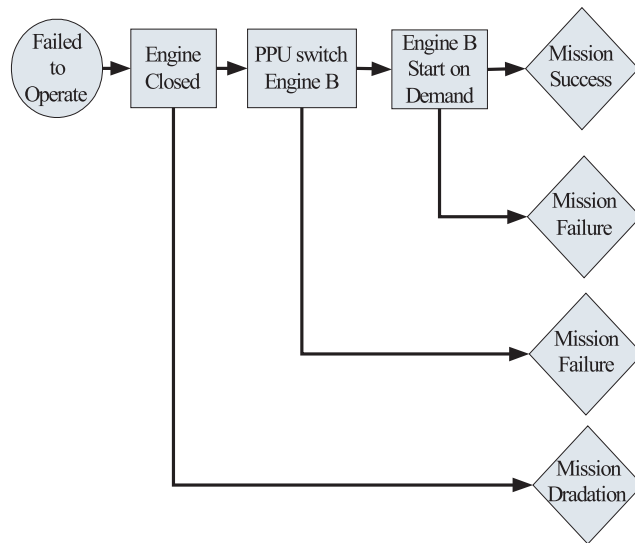 Failed
to
Operate
Engine
Closed
PPU switch
Engine B
Engine B
Start on
Demand
Mission
Success
Mission
Failure
Mission
Failure
Mission
Dradation